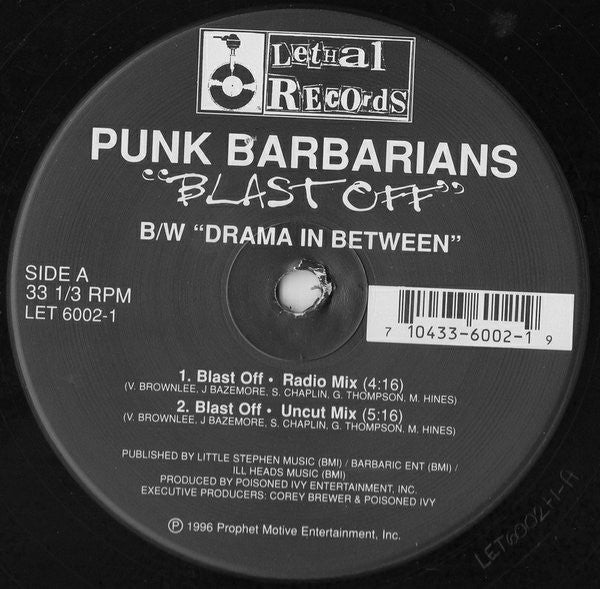 Lethal
Records
PUNK BARBARIANS
"BLAST OFF"
B/W "DRAMA IN BETWEEN"
SIDE A
33 1/3 RPM
LET 6002-1
7 10433-6002-1 9
1. Blast Off • Radio Mix (4:16)
(V. BROWNLEE, J BAZEMORE, S. CHAPLIN, G. THOMPSON, M. HINES)
2. Blast Off • Uncut Mix (5:16)
(V. BROWNLEE, J BAZEMORE, S. CHAPLIN, G. THOMPSON, M. HINES)
PUBLISHED BY LITTLE STEPHEN MUSIC (BMI) / BARBARIC ENT (BMI) /
ILL HEADS MUSIC (BMI)
PRODUCED BY POISONED IVY ENTERTAINMENT, INC.
EXECUTIVE PRODUCERS: COREY BREWER & POISONED IVY
℗ 1996 Prophet Motive Entertainment, Inc.
LET6002H-A